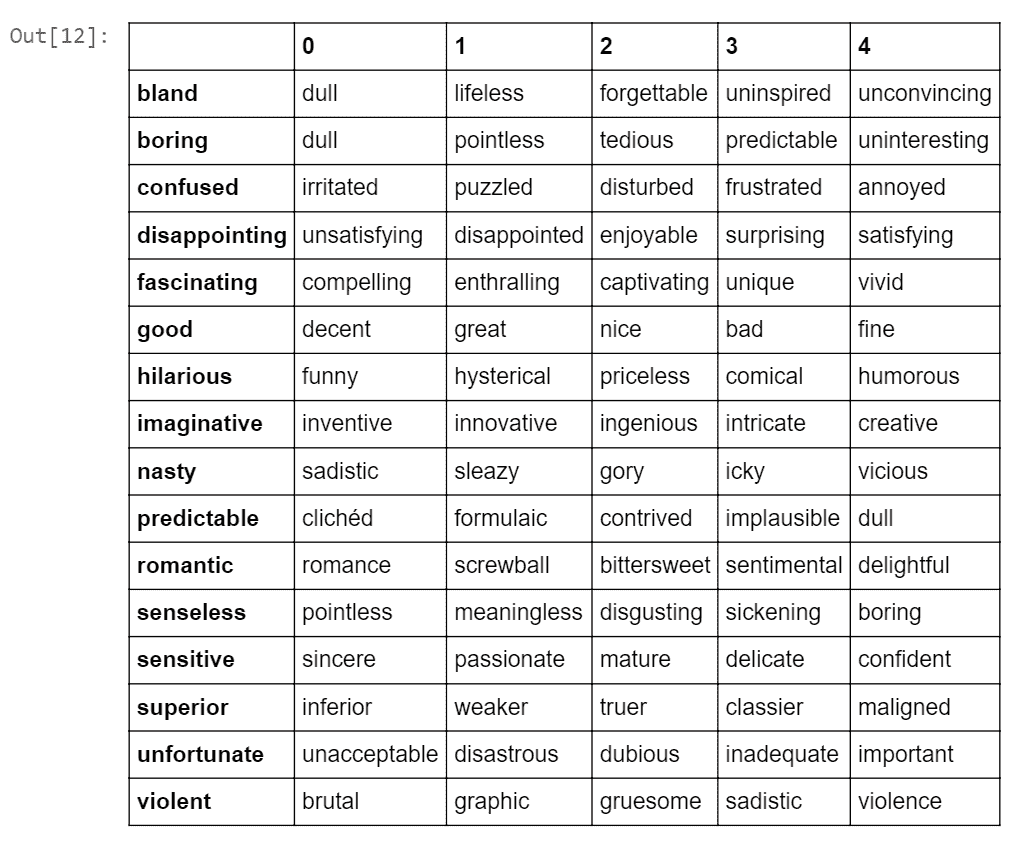 Out[12]:
0 1 2 3 4
bland dull lifeless forgettable uninspired unconvincing
boring dull pointless tedious predictable uninteresting
confused irritated puzzled disturbed frustrated annoyed
disappointing unsatisfying disappointed enjoyable surprising satisfying
fascinating compelling enthralling captivating unique vivid
good decent great nice bad fine
hilarious funny hysterical priceless comical humorous
imaginative inventive innovative ingenious intricate creative
nasty sadistic sleazy gory icky vicious
predictable clichéd formulaic contrived implausible dull
romantic romance screwball bittersweet sentimental delightful
senseless pointless meaningless disgusting sickening boring
sensitive sincere passionate mature delicate confident
superior inferior weaker truer classier maligned
unfortunate unacceptable disastrous dubious inadequate important
violent brutal graphic gruesome sadistic violence